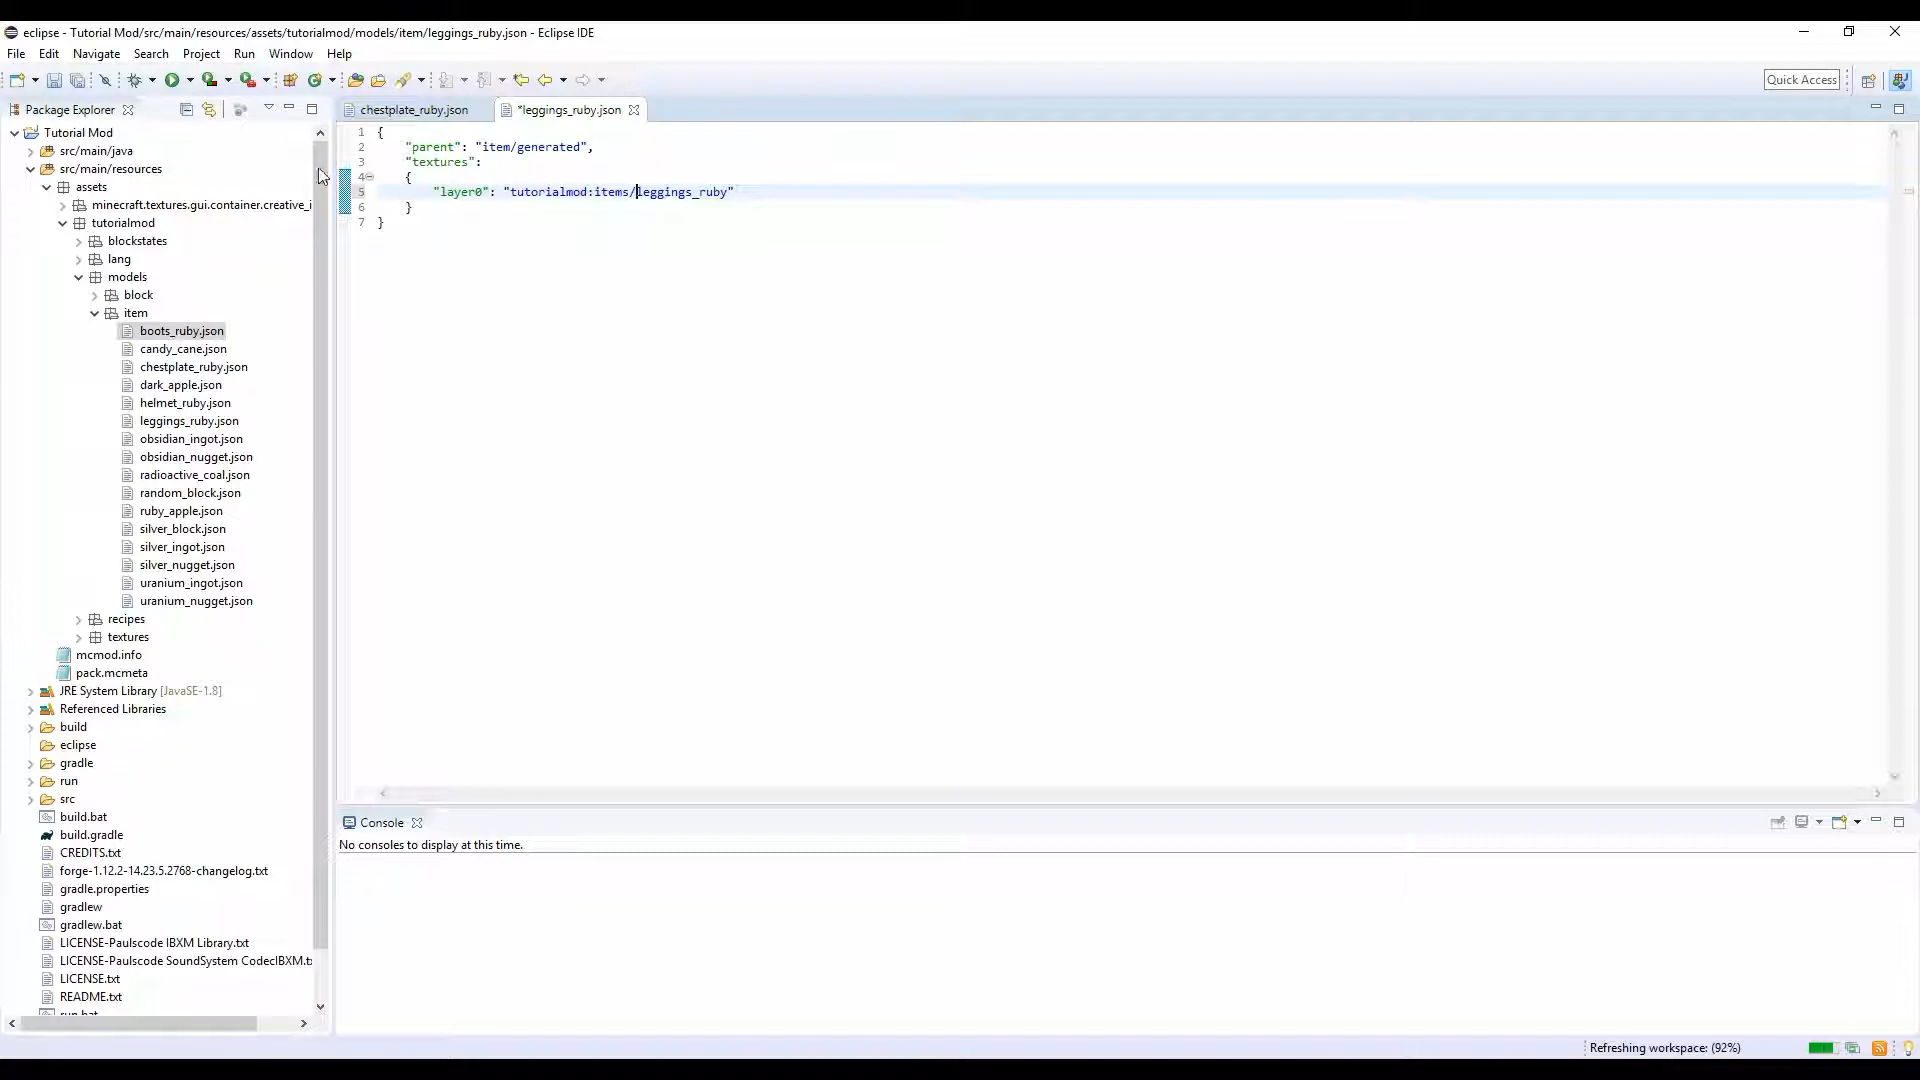 eclipse - Tutorial Mod/src/main/resources/assets/tutorialmod/models/item/leggings_ruby.json - Eclipse IDE
File Edit Navigate Search Project Run Window Help
Quick Access
Package Explorer
chestplate_ruby.json
*leggings_ruby.json
Tutorial Mod
src/main/java
src/main/resources
assets
minecraft.textures.gui.container.creative_i
tutorialmod
blockstates
lang
models
block
item
boots_ruby.json
candy_cane.json
chestplate_ruby.json
dark_apple.json
helmet_ruby.json
leggings_ruby.json
obsidian_ingot.json
obsidian_nugget.json
radioactive_coal.json
random_block.json
ruby_apple.json
silver_block.json
silver_ingot.json
silver_nugget.json
uranium_ingot.json
uranium_nugget.json
recipes
textures
mcmod.info
pack.mcmeta
JRE System Library [JavaSE-1.8]
Referenced Libraries
build
eclipse
gradle
run
src
build.bat
build.gradle
CREDITS.txt
forge-1.12.2-14.23.5.2768-changelog.txt
gradle.properties
gradlew
gradlew.bat
LICENSE-Paulscode IBXM Library.txt
LICENSE-Paulscode SoundSystem CodecIBXM.t
LICENSE.txt
README.txt
run.bat
1 {
2 "parent": "item/generated",
3 "textures":
4 {
5 "layer0": "tutorialmod:items/leggings_ruby"
6 }
7 }
Console
No consoles to display at this time.
Refreshing workspace: (92%)